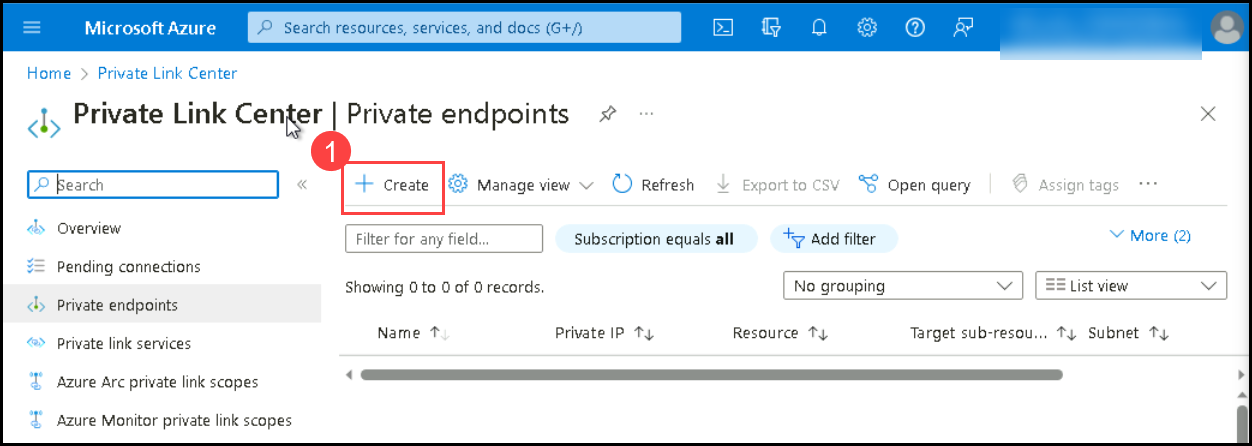 Microsoft Azure
Search resources, services, and docs (G+/)
Home > Private Link Center
Private Link Center | Private endpoints ...
1
Search «
+ Create Manage view Refresh Export to CSV Open query Assign tags ...
Overview
Pending connections
Private endpoints
Private link services
Azure Arc private link scopes
Azure Monitor private link scopes
Filter for any field... Subscription equals all Add filter More (2)
Showing 0 to 0 of 0 records. No grouping List view
Name ↑↓ Private IP ↑↓ Resource ↑↓ Target sub-resou... ↑↓ Subnet ↑↓